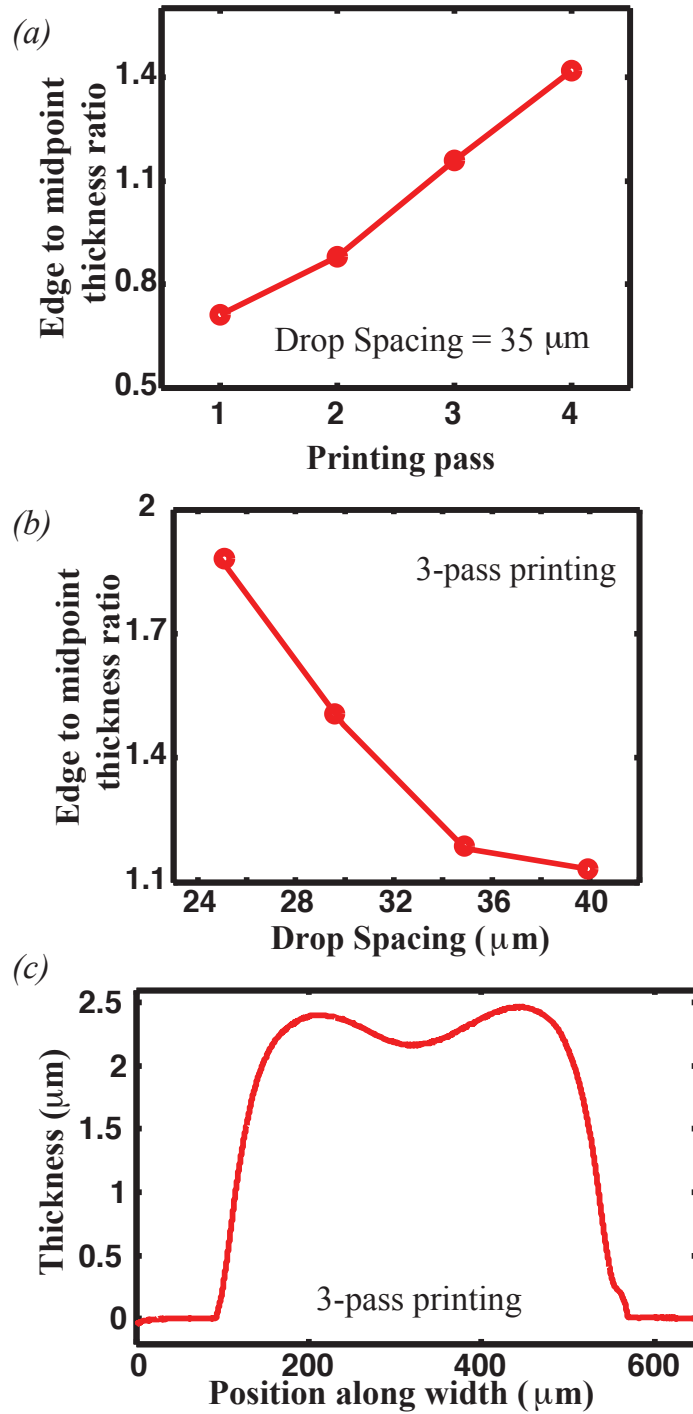 (a)
Edge to midpoint
thickness ratio
1.4
1.1
0.8
0.5
Drop Spacing = 35 μm
1 2 3 4
Printing pass
(b)
Edge to midpoint
thickness ratio
2
1.7
1.4
1.1
3-pass printing
24 28 32 36 40
Drop Spacing (μm)
(c)
Thickness (μm)
2.5
2
1.5
1
0.5
0
3-pass printing
0 200 400 600
Position along width (μm)